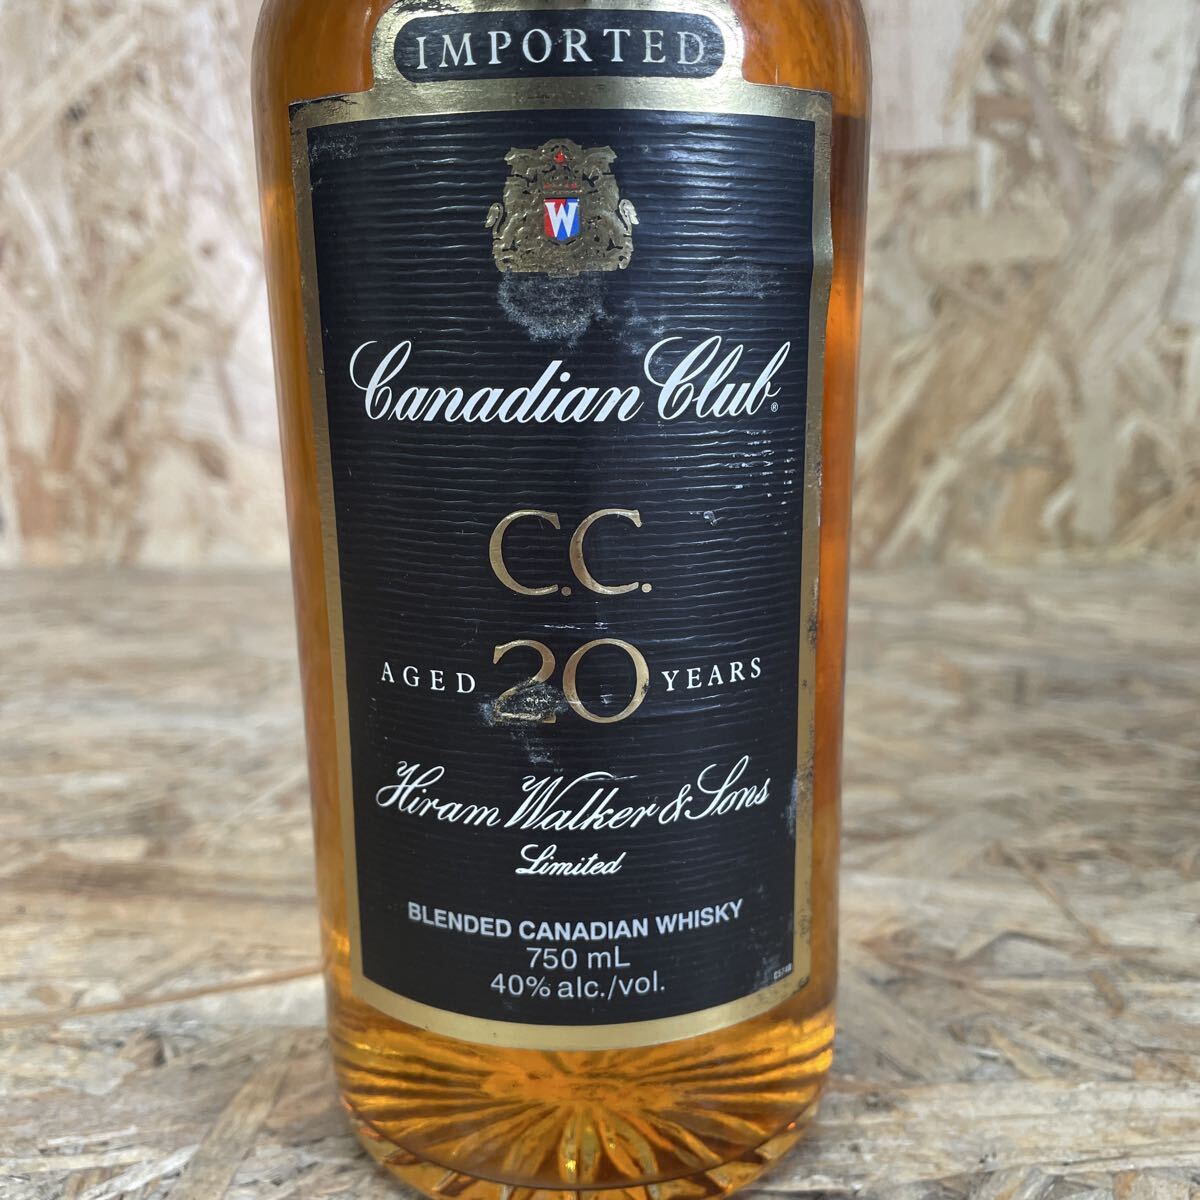 IMPORTED
W
Canadian Club®
C.C.
AGED 20 YEARS
Hiram Walker & Sons
Limited
BLENDED CANADIAN WHISKY
750 mL
40% alc./vol.